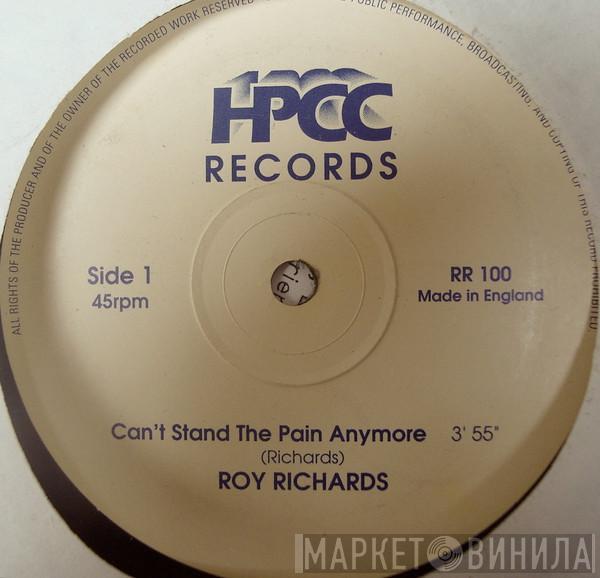 ALL RIGHTS OF THE PRODUCER AND OF THE OWNER OF THE RECORDED WORK RESERVED
PUBLIC PERFORMANCE, BROADCASTING, AND COPYING OF THIS RECORD PROHIBITED
HPCC
RECORDS
Side 1
45rpm
RR 100
Made in England
Can't Stand The Pain Anymore 3' 55"
(Richards)
ROY RICHARDS
МАРКЕТ ВИНИЛА